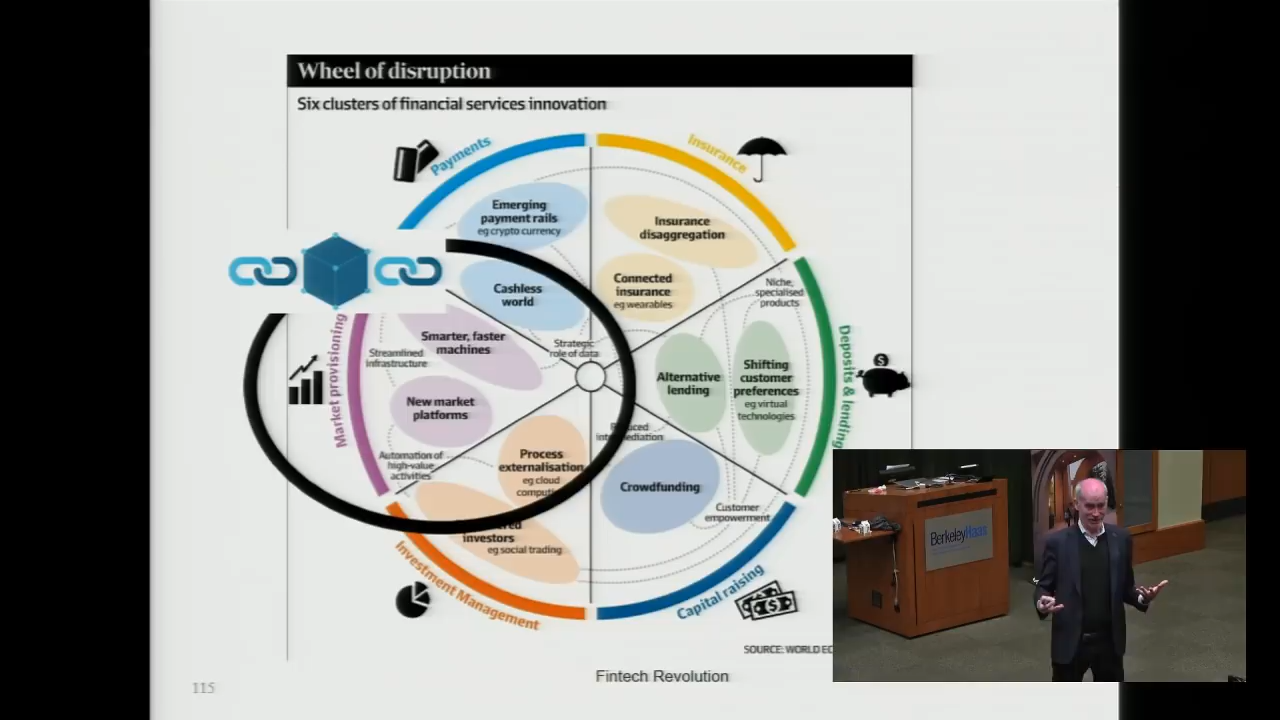 Wheel of disruption
Six clusters of financial services innovation
Payments
Insurance
Emerging
payment rails
eg crypto currency
Insurance
disaggregation
Cashless
world
Connected
insurance
eg wearables
Niche,
specialised
products
Smarter, faster
machines
Streamlined
infrastructure
Strategic
role of data
Market provisioning
New market
platforms
Automation of
high-value
activities
Alternative
lending
Shifting
customer
preferences
eg virtual
technologies
Deposits & lending
intermediation
Process
externalisation
eg cloud
Crowdfunding
Customer
empowerment
investors
eg social trading
Investment Management
Capital raising
SOURCE: WORLD EC
Fintech Revolution
115
BerkeleyHaas